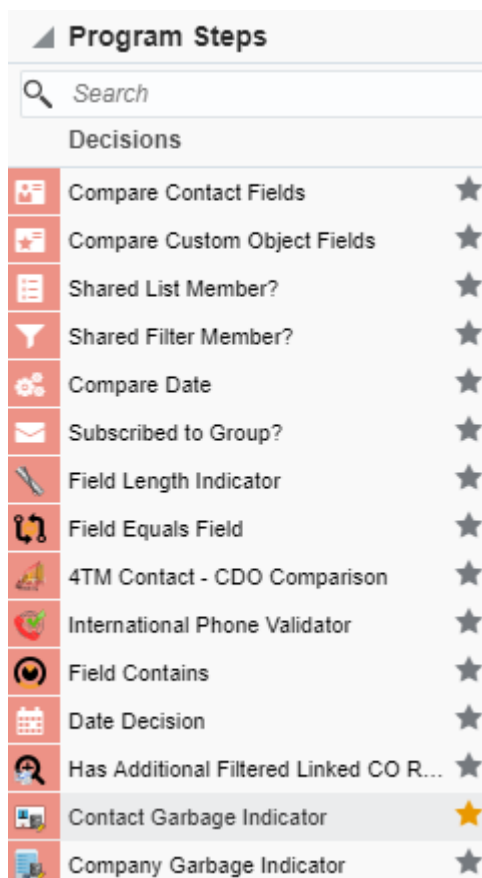 Program Steps
Search
Decisions
Compare Contact Fields
Compare Custom Object Fields
Shared List Member?
Shared Filter Member?
Compare Date
Subscribed to Group?
Field Length Indicator
Field Equals Field
4TM Contact - CDO Comparison
International Phone Validator
Field Contains
Date Decision
Has Additional Filtered Linked CO R...
Contact Garbage Indicator
Company Garbage Indicator